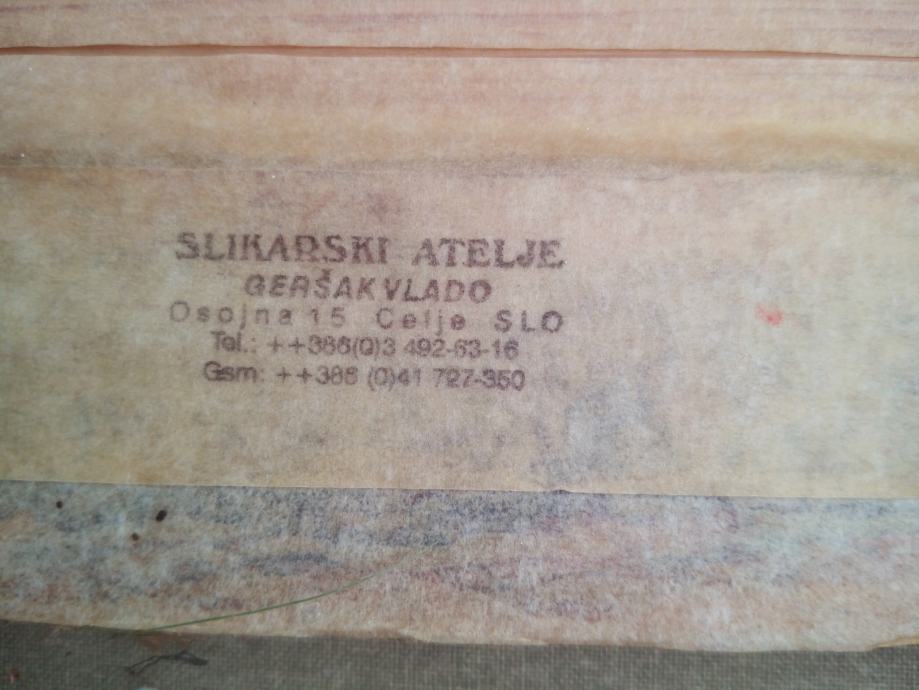 SLIKARSKI ATELJE
GERŠAK VLADO
Osojna 15 Celje SLO
Tel.: ++386(0)3 492-63-16
Gsm: ++386 (0)41 727-350